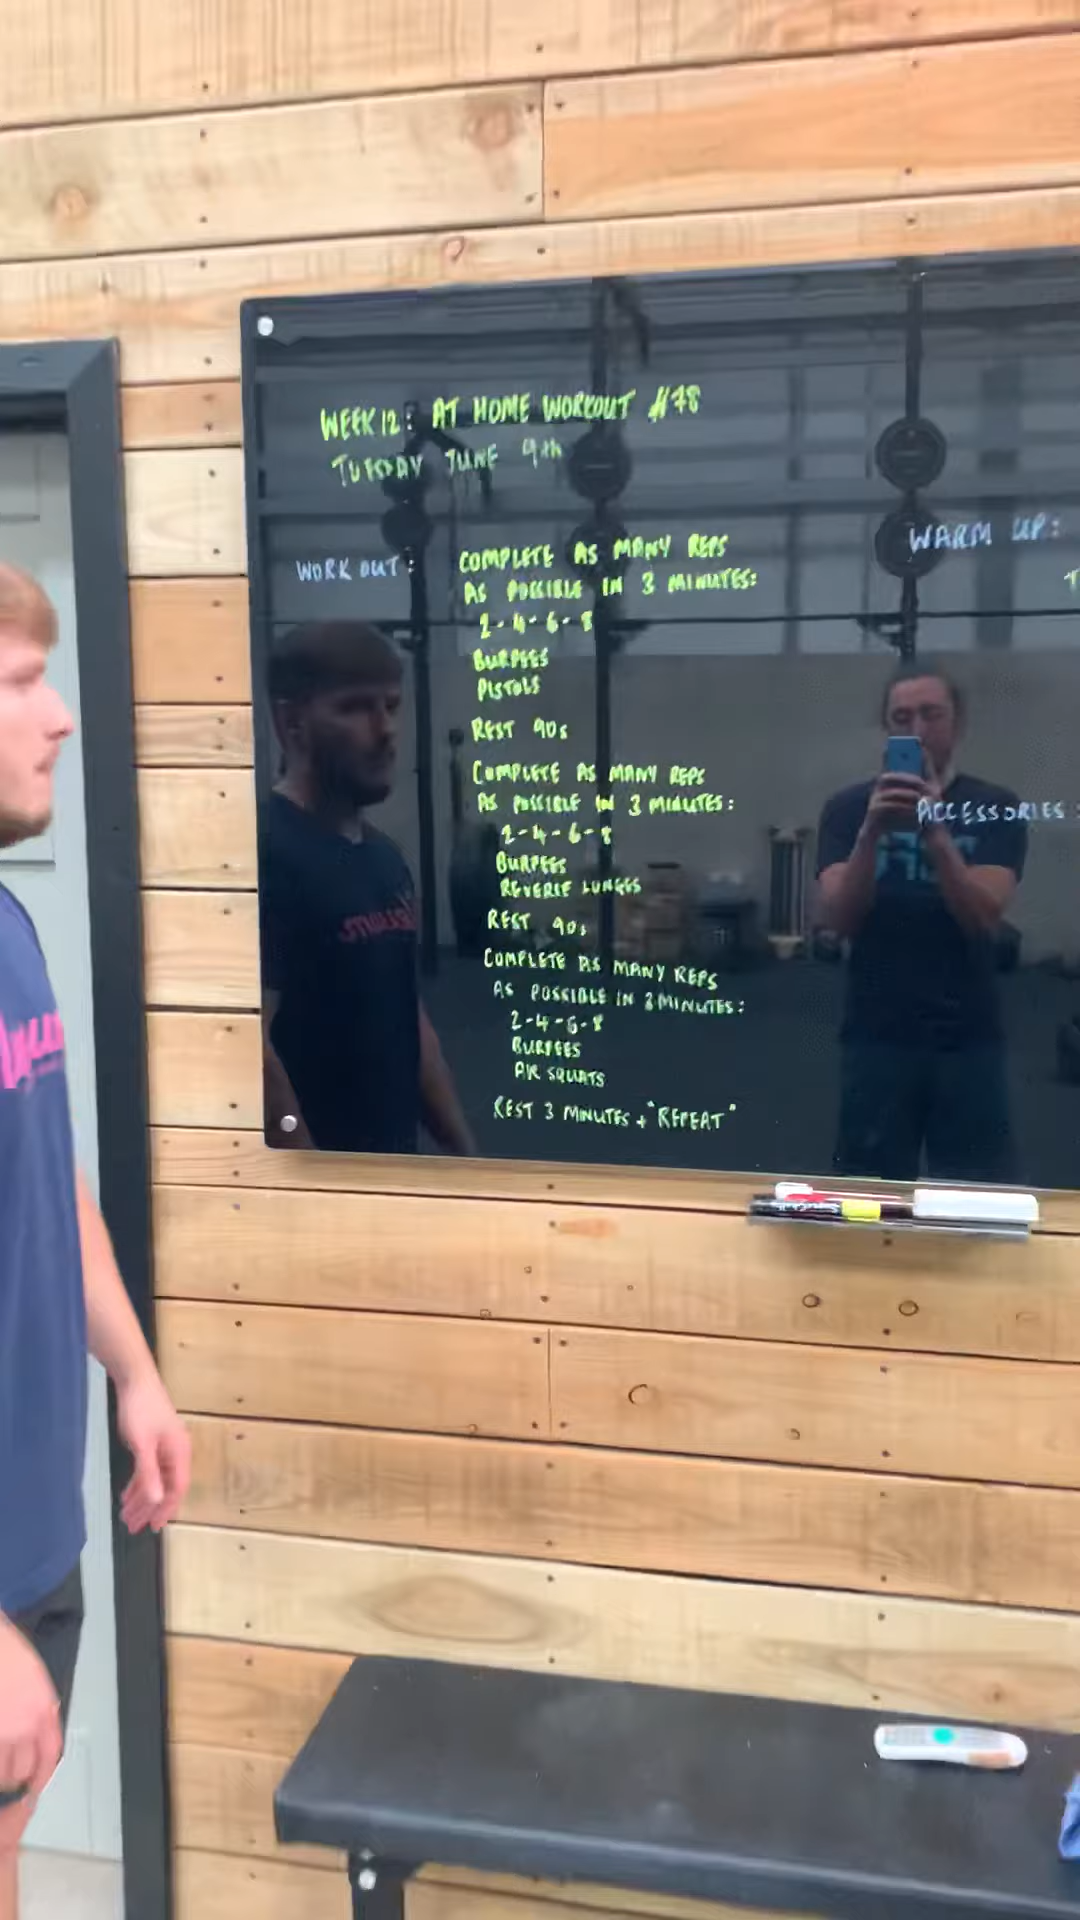 WEEK 12: AT HOME WORKOUT #78
TUESDAY JUNE 9th
WORKOUT:
COMPLETE AS MANY REPS
AS POSSIBLE IN 3 MINUTES:
2-4-6-8
BURPEES
PISTOLS
REST 90s
COMPLETE AS MANY REPS
AS POSSIBLE IN 3 MINUTES:
2-4-6-8
BURPEES
REVERSE LUNGES
REST 90s
COMPLETE AS MANY REPS
AS POSSIBLE IN 3 MINUTES:
2-4-6-8
BURPEES
AIR SQUATS
REST 3 MINUTES + "REPEAT"
WARM UP:
ACCESSORIES: